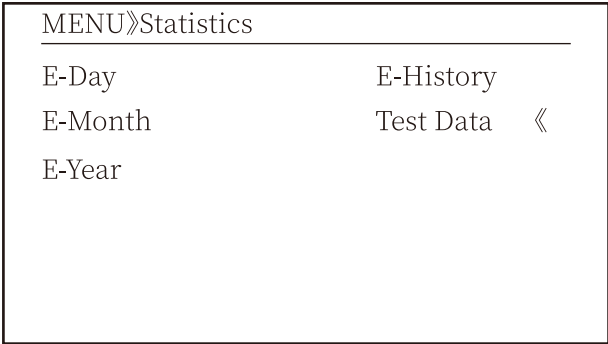 MENU》Statistics
E-Day E-History
E-Month Test Data 《
E-Year